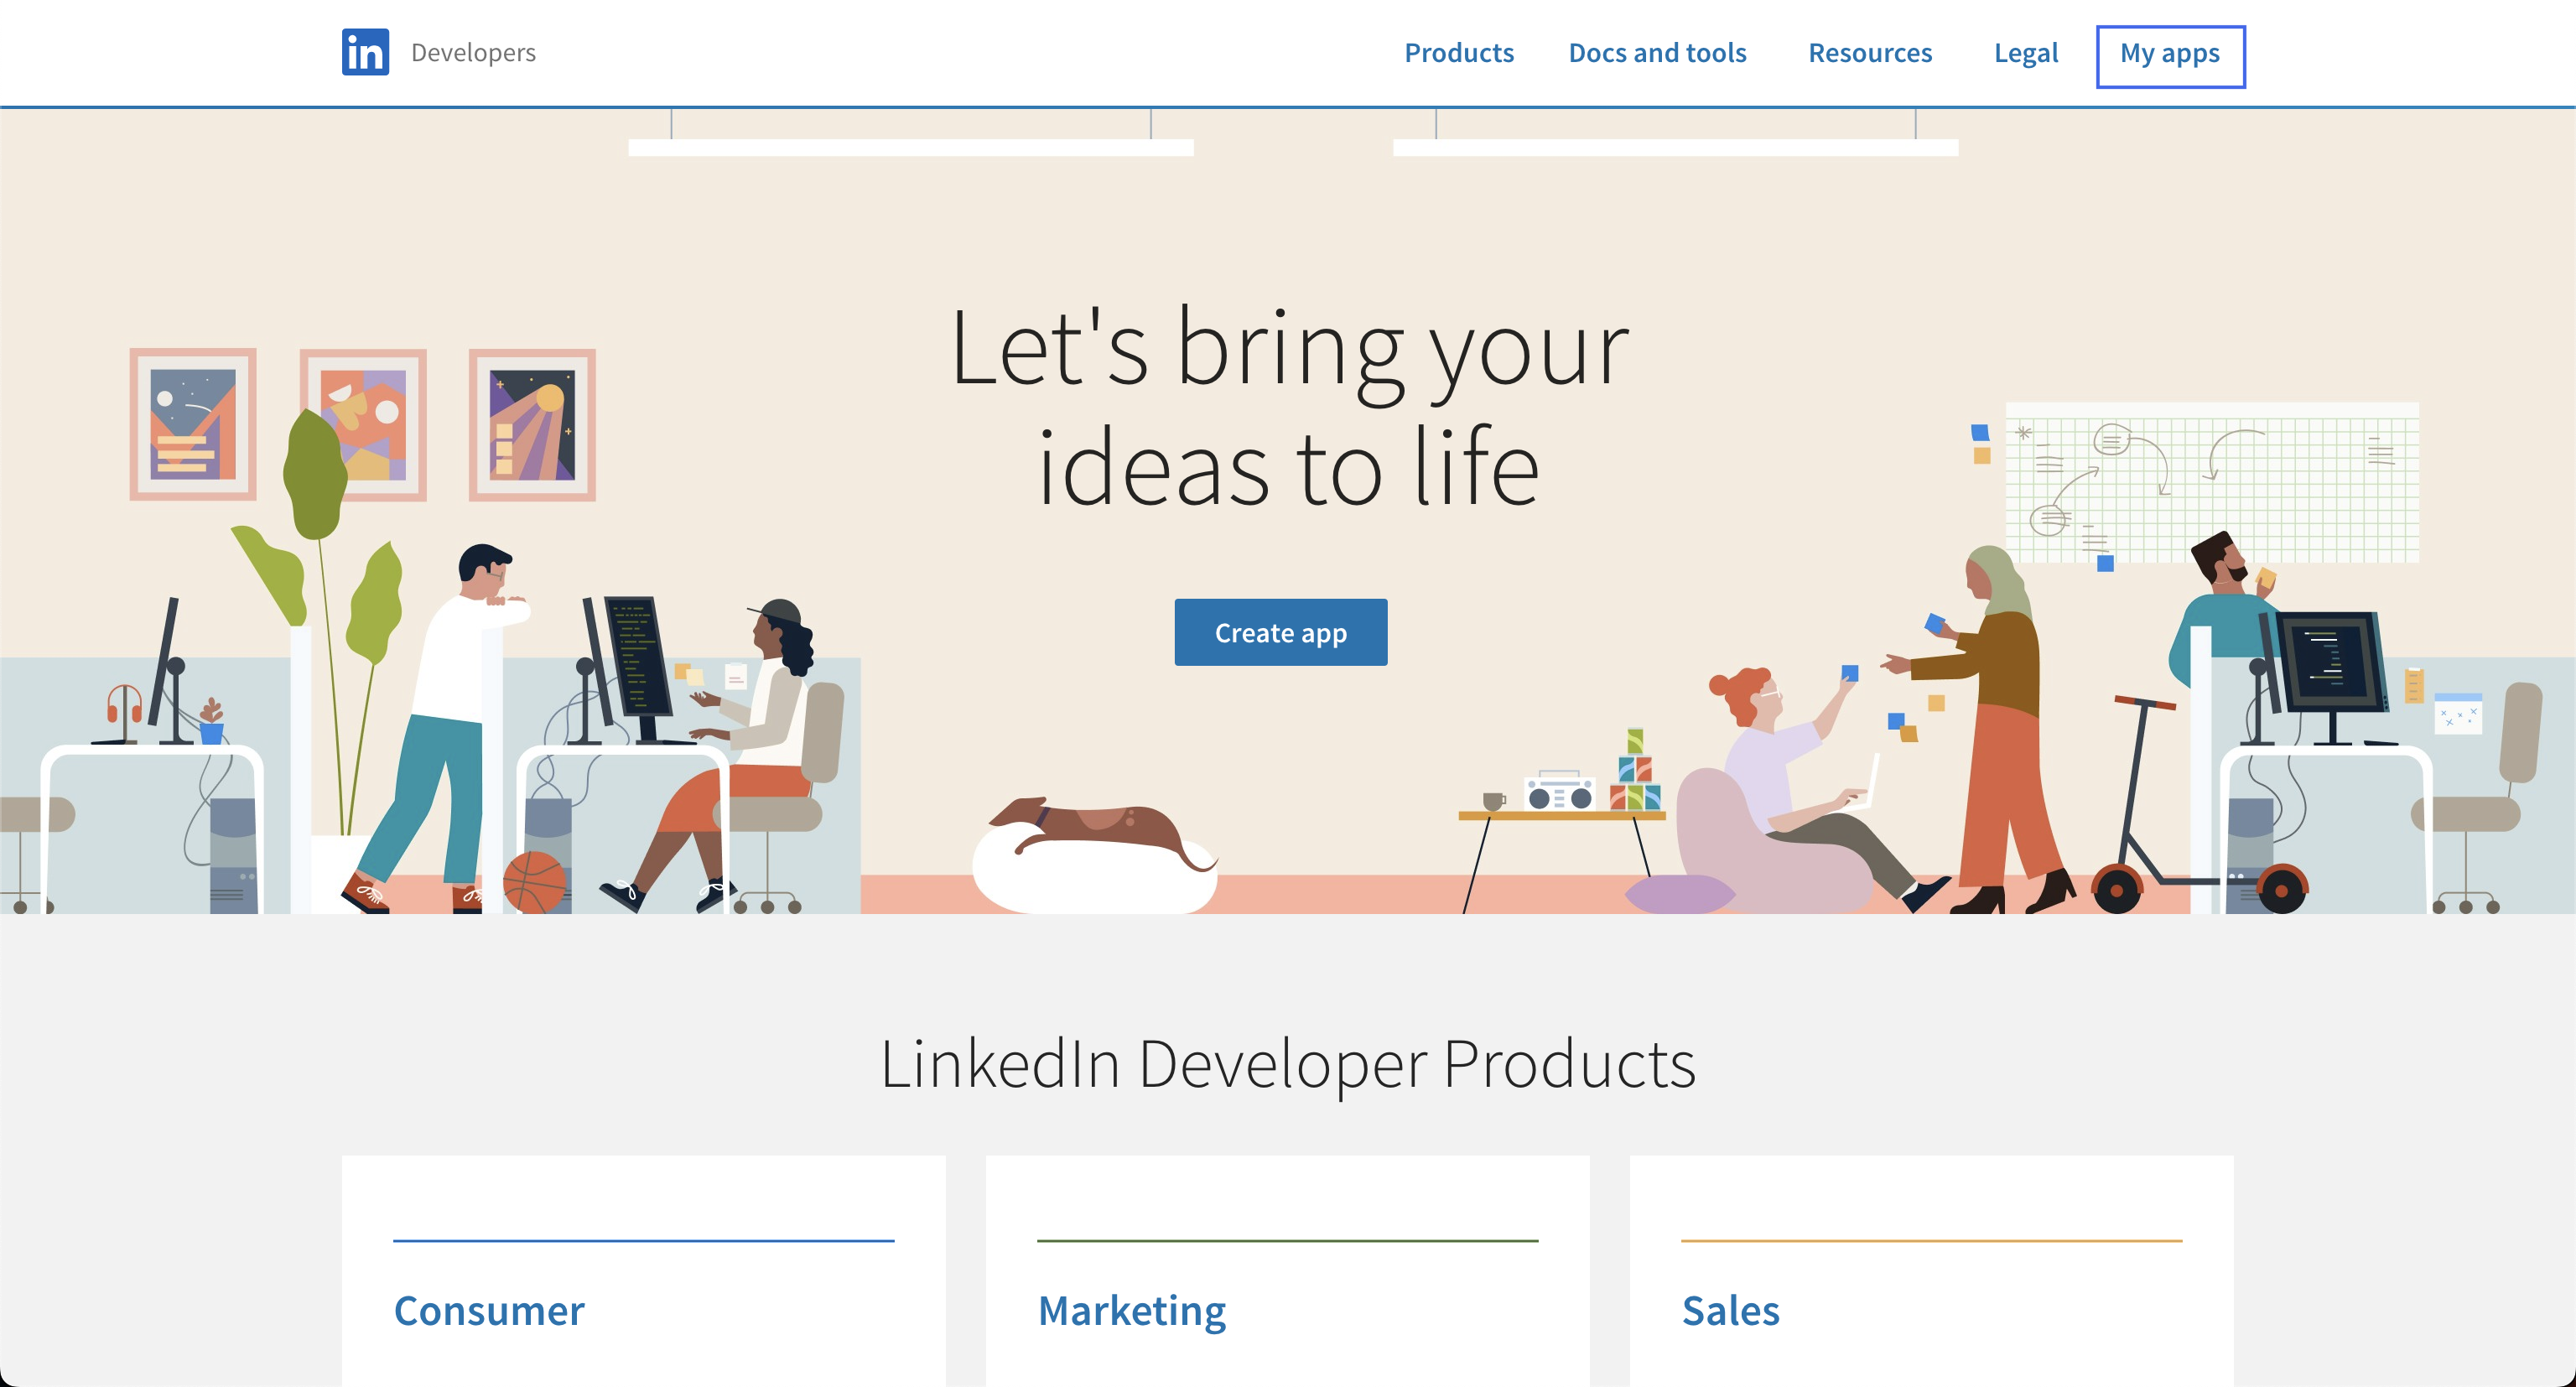 in Developers Products Docs and tools Resources Legal My apps
Let's bring your
ideas to life
Create app
LinkedIn Developer Products
Consumer Marketing Sales